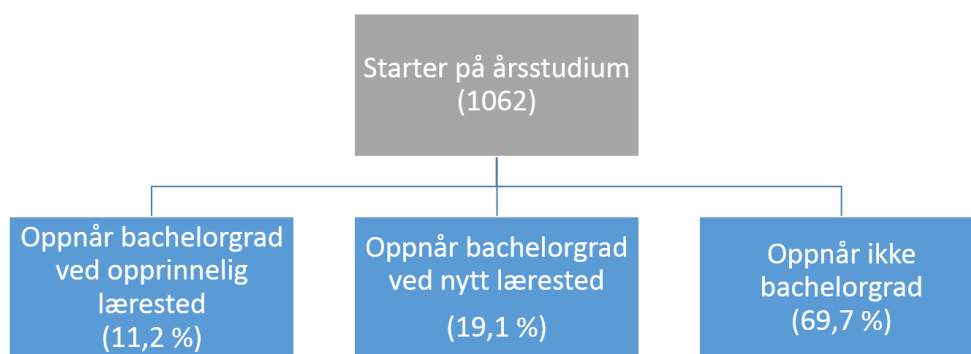 Starter på årsstudium
(1062)
Oppnår bachelorgrad
ved opprinnelig
lærested
(11,2 %)
Oppnår bachelorgrad
ved nytt lærested
(19,1 %)
Oppnår ikke
bachelorgrad
(69,7 %)